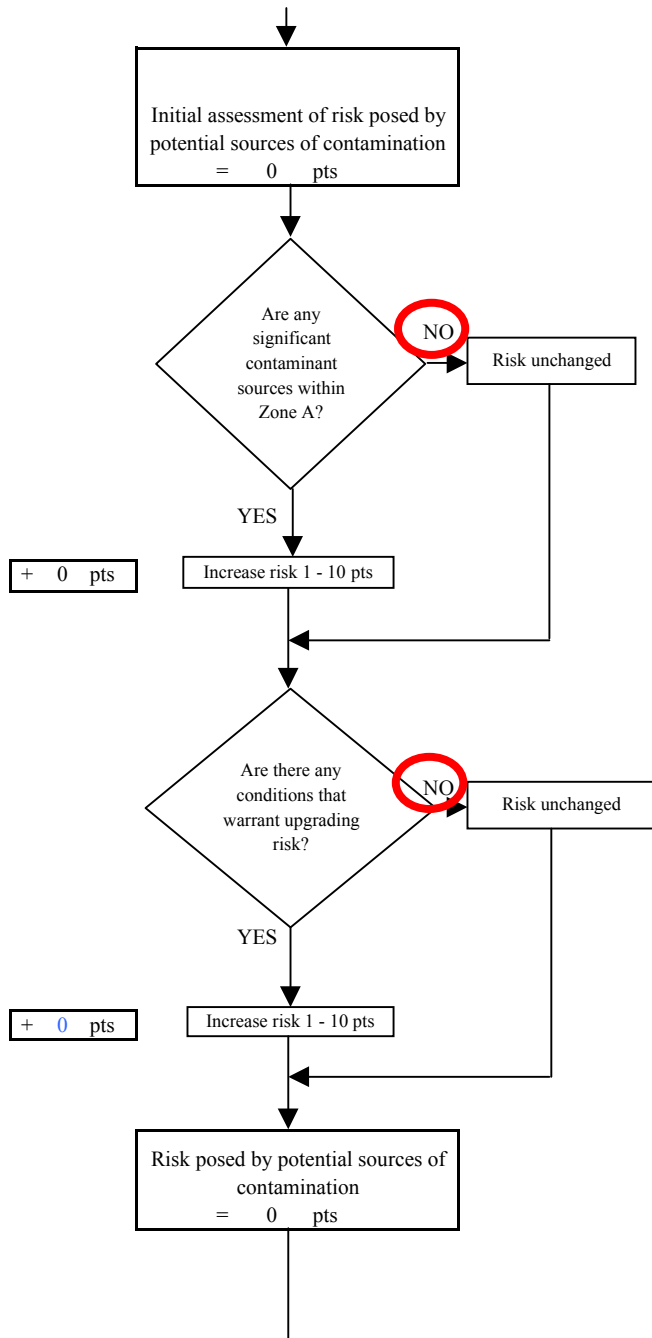 Initial assessment of risk posed by
potential sources of contamination
= 0 pts
Are any
significant
contaminant
sources within
Zone A?
NO
Risk unchanged
YES
+ 0 pts
Increase risk 1 - 10 pts
Are there any
conditions that
warrant upgrading
risk?
NO
Risk unchanged
YES
+ 0 pts
Increase risk 1 - 10 pts
Risk posed by potential sources of
contamination
= 0 pts